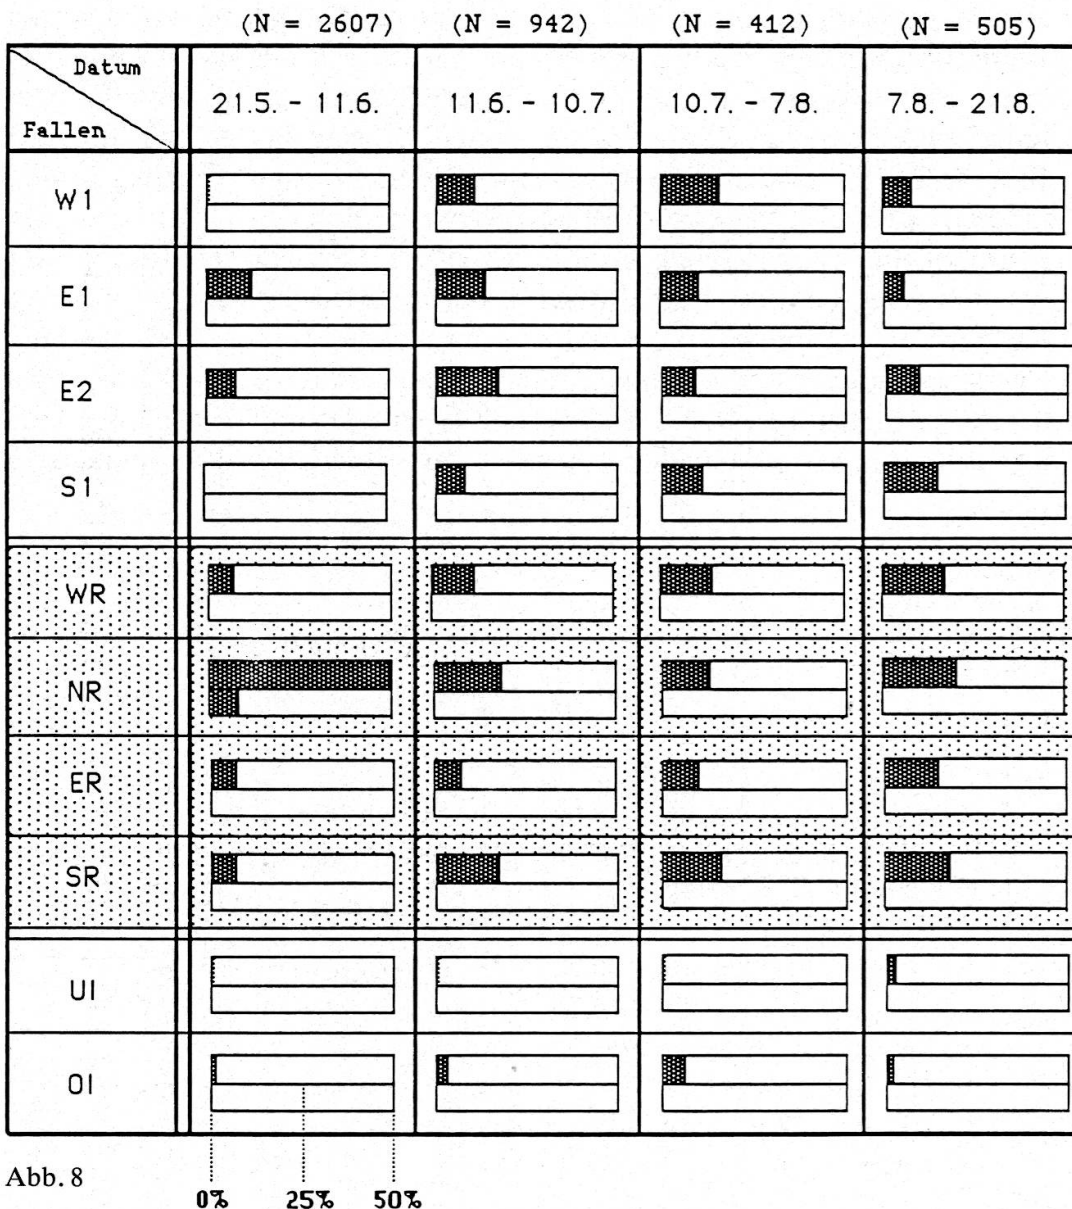 (N = 2607) (N = 942) (N = 412) (N = 505)
Datum
Fallen
21.5. - 11.6. 11.6. - 10.7. 10.7. - 7.8. 7.8. - 21.8.
W1
E1
E2
S1
WR
NR
ER
SR
UI
OI
Abb. 8
0% 25% 50%